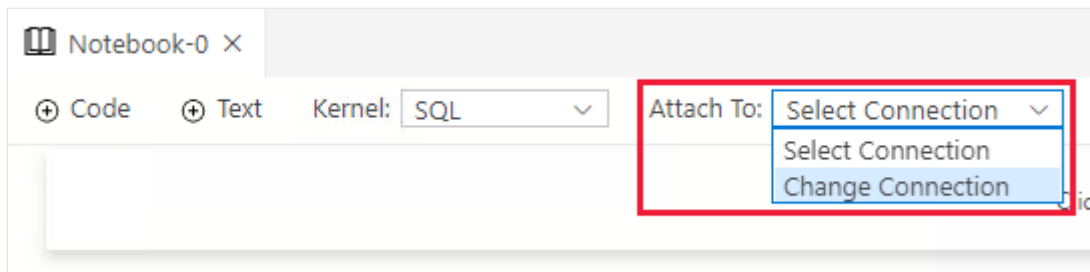 Notebook-0
Code Text Kernel: SQL Attach To: Select Connection
Select Connection
Change Connection